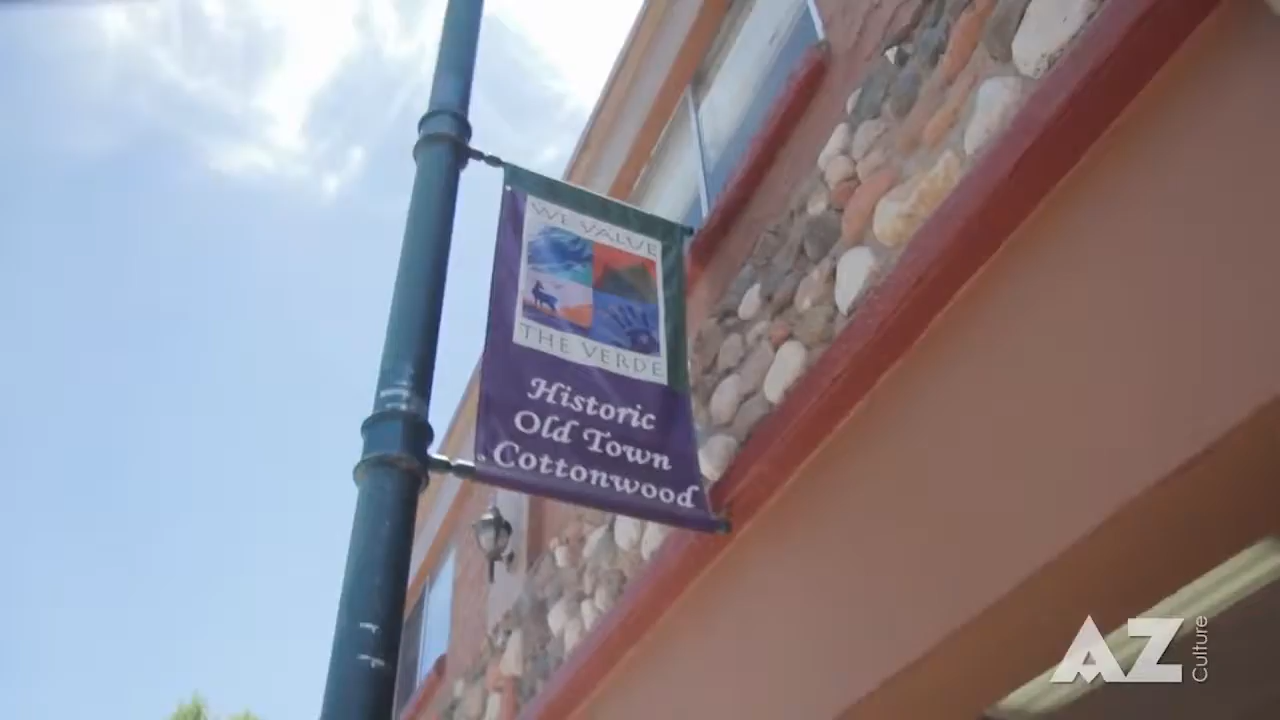 WE VALUE
THE VERDE
Historic
Old Town
Cottonwood
AZ
Culture